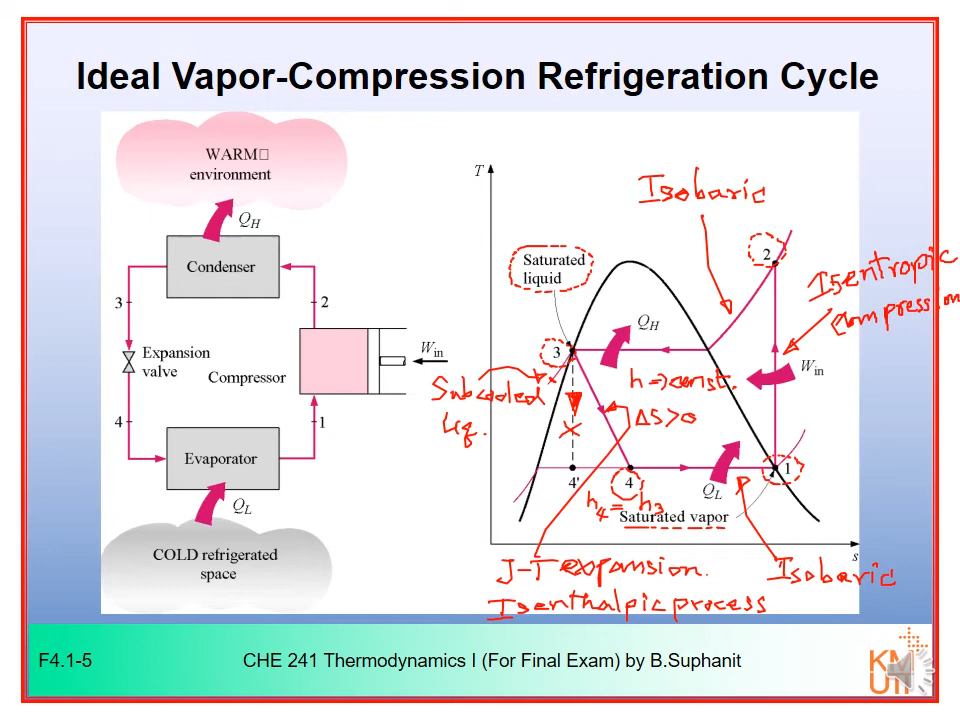 Ideal Vapor-Compression Refrigeration Cycle
WARM□
environment
QH
Condenser
3
2
Expansion
valve
Compressor
Win
4
1
Evaporator
QL
COLD refrigerated
space
T
Isobaric
Saturated
liquid
2
Isentropic
compression
QH
3
Win
h => const.
Subcooled
Liq.
x
ΔS>0
X
4'
4
QL
1
h4 = h3
Saturated vapor
s
J-T expansion.
Isenthalpic process
Isobaric
F4.1-5
CHE 241 Thermodynamics I (For Final Exam) by B.Suphanit